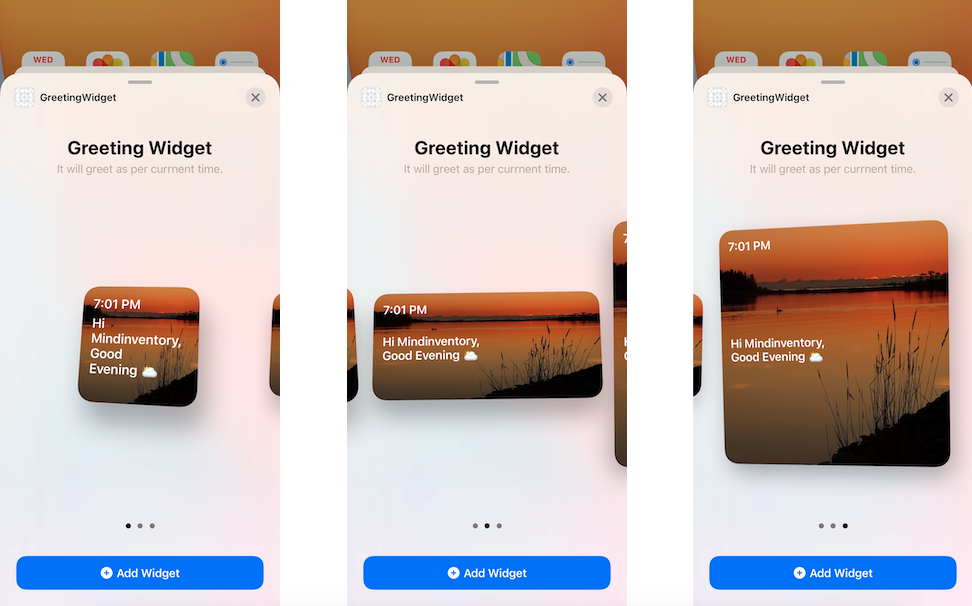 WED
GreetingWidget
Greeting Widget
It will greet as per currnent time.
7:01 PM
Hi
Mindinventory,
Good
Evening ⛅
Add Widget
WED
GreetingWidget
Greeting Widget
It will greet as per currnent time.
7:01 PM
Hi Mindinventory,
Good Evening ⛅
Add Widget
WED
GreetingWidget
Greeting Widget
It will greet as per currnent time.
7:01 PM
Hi Mindinventory,
Good Evening ⛅
Add Widget